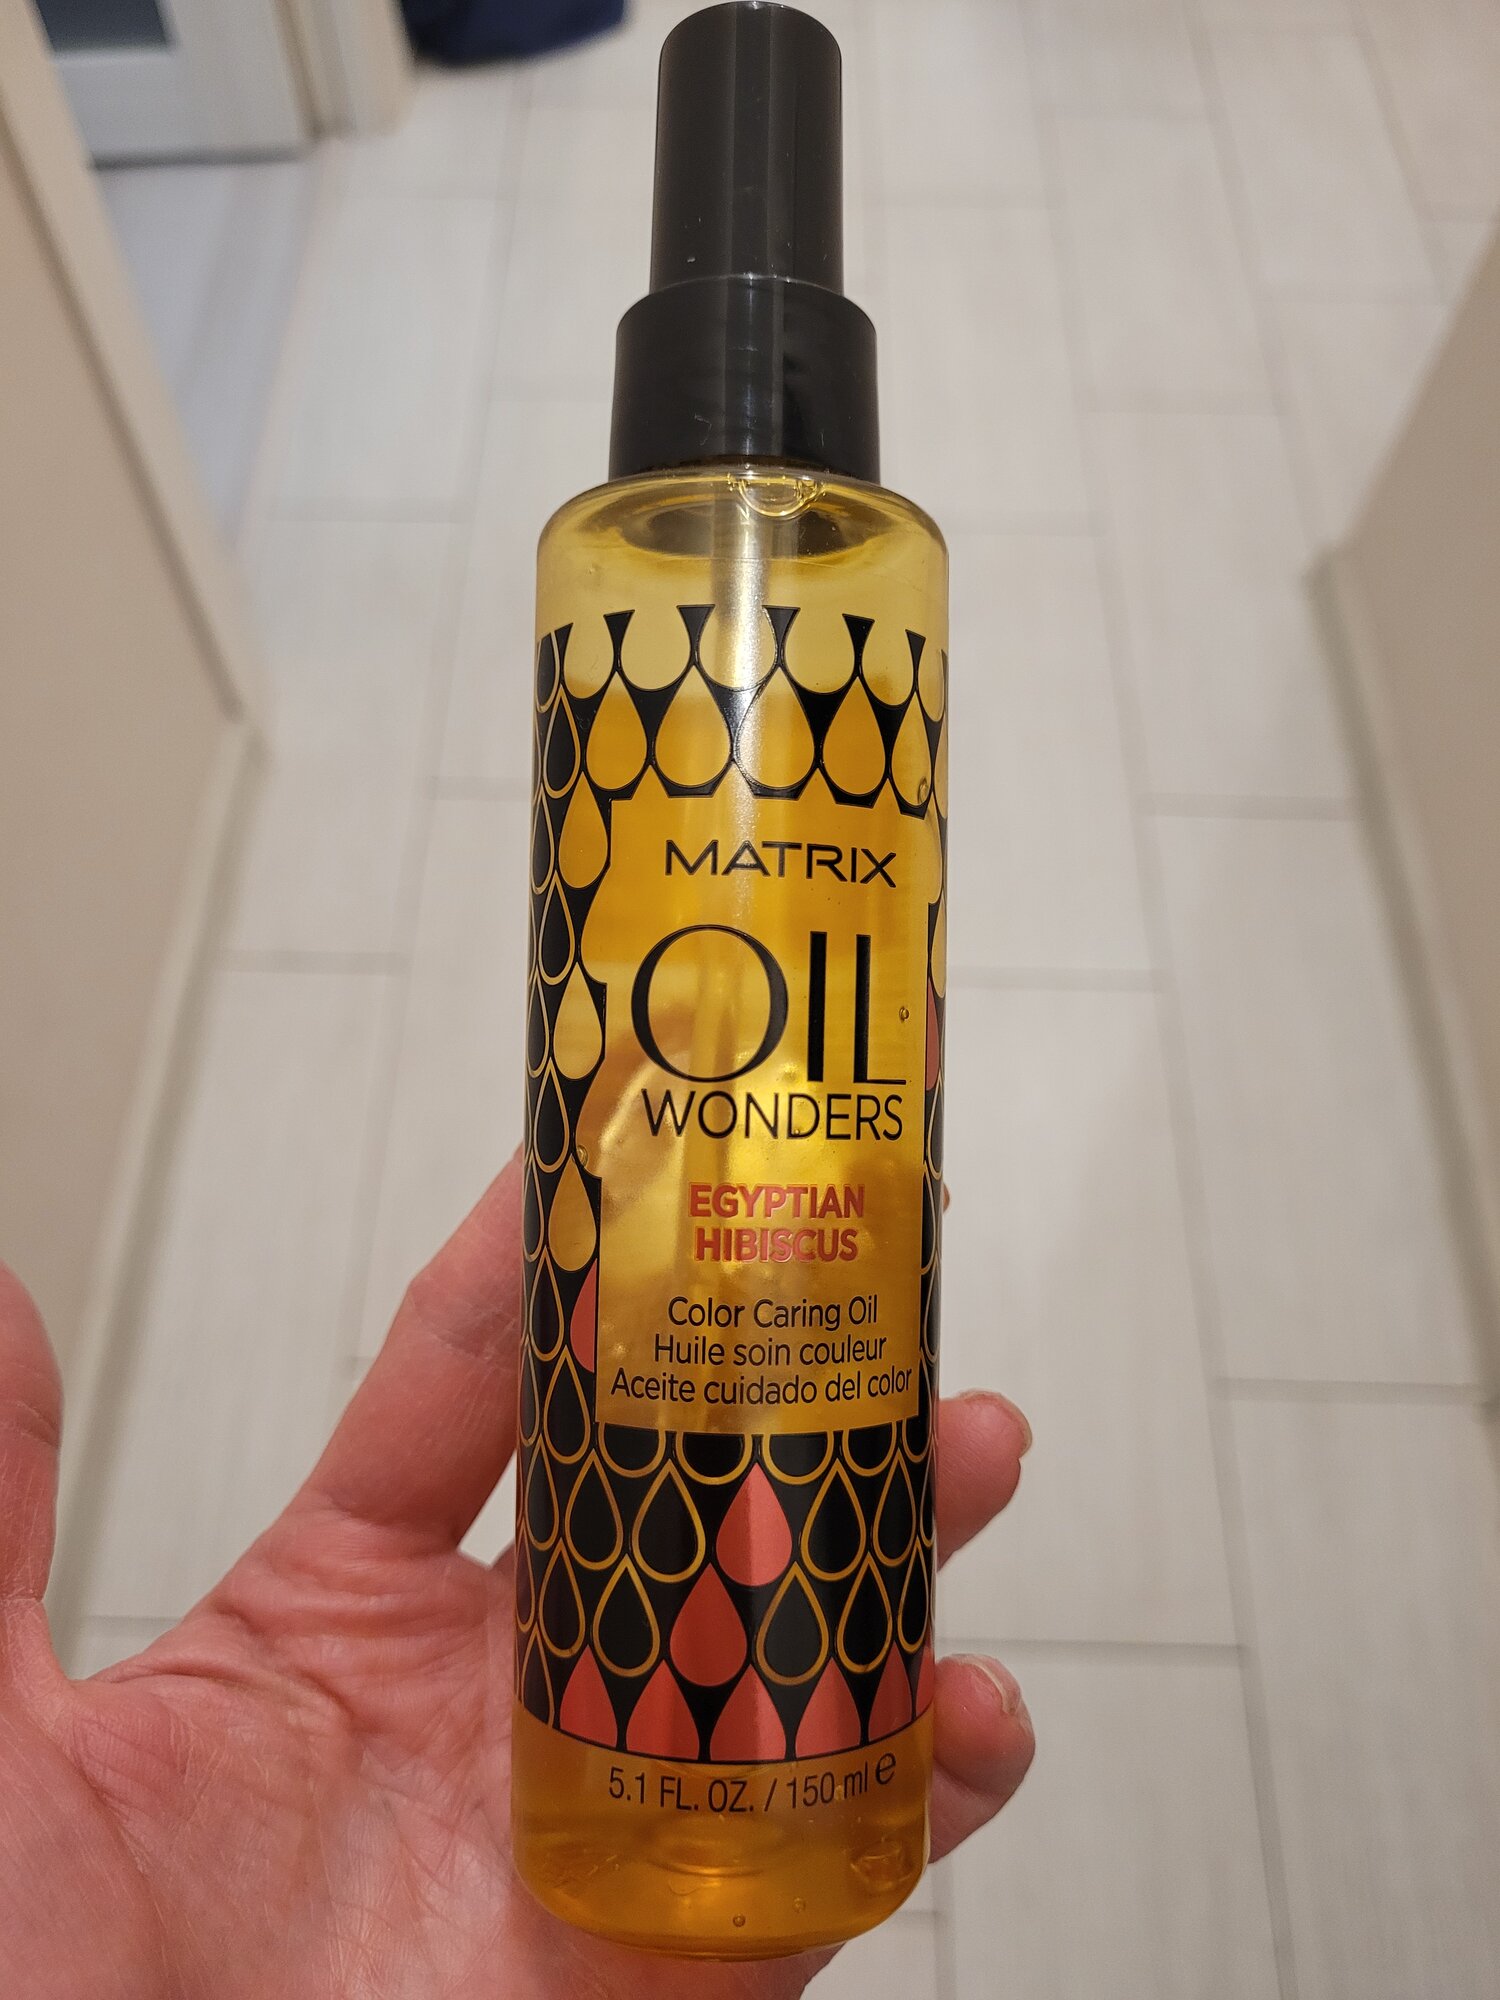 MATRIX
OIL
WONDERS
EGYPTIAN
HIBISCUS
Color Caring Oil
Huile soin couleur
Aceite cuidado del color
5.1 FL. OZ. / 150 ml ℮